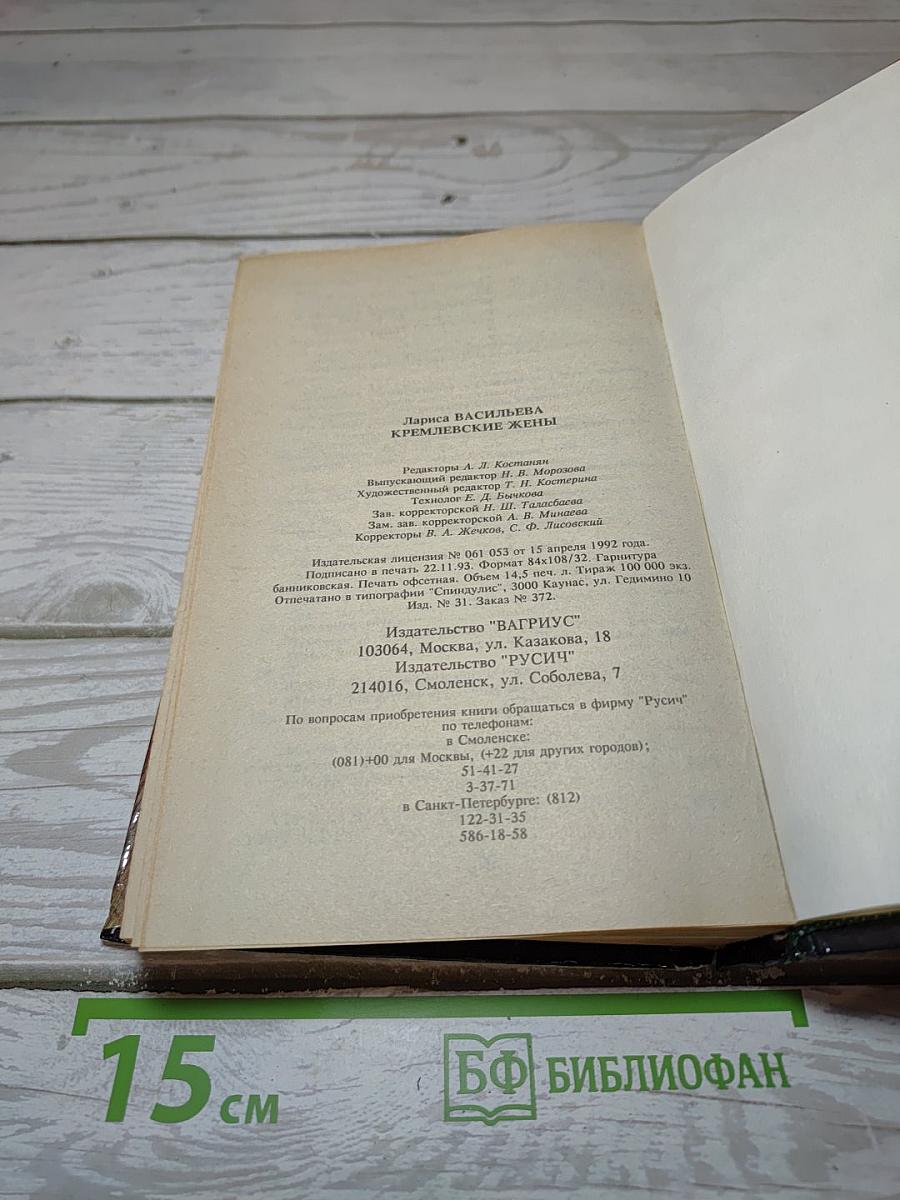 Лариса ВАСИЛЬЕВА
КРЕМЛЕВСКИЕ ЖЕНЫ
Редакторы А. Л. Костанян
Выпускающий редактор Н. В. Морозова
Художественный редактор Т. Н. Костерина
Технолог Е. Д. Бычкова
Зав. корректорской Н. Ш. Таласбаева
Зам. зав. корректорской А. В. Минаева
Корректоры В. А. Жечков, С. Ф. Лисовский
Издательская лицензия № 061 053 от 15 апреля 1992 года.
Подписано в печать 22.11.93. Формат 84х108/32. Гарнитура
банниковская. Печать офсетная. Объем 14,5 печ. л. Тираж 100 000 экз.
Отпечатано в типографии "Спиндулис", 3000 Каунас, ул. Гедимино 10
Изд. № 31. Заказ № 372.
Издательство "ВАГРИУС"
103064, Москва, ул. Казакова, 18
Издательство "РУСИЧ"
214016, Смоленск, ул. Соболева, 7
По вопросам приобретения книги обращаться в фирму "Русич"
по телефонам:
в Смоленске:
(081)+00 для Москвы, (+22 для других городов);
51-41-27
3-37-71
в Санкт-Петербурге: (812)
122-31-35
586-18-58
15 см
БФ БИБЛИОФАН